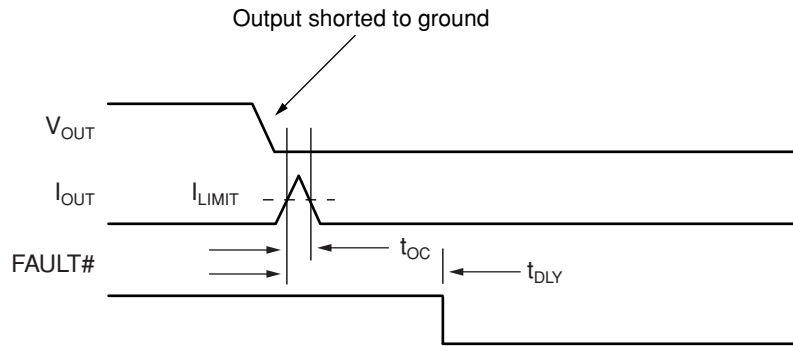 Output shorted to ground
VOUT
IOUT
ILIMIT
tOC
FAULT#
tDLY